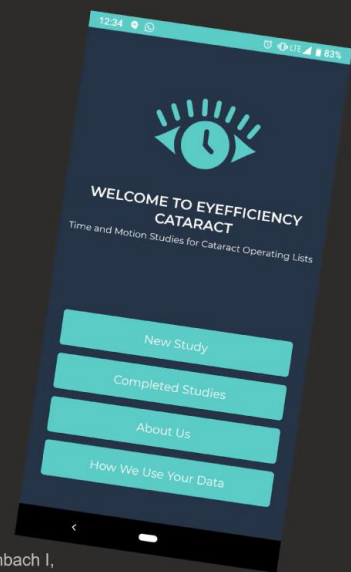 12:34
LTE 83%
WELCOME TO EYEFFICIENCY
CATARACT
Time and Motion Studies for Cataract Operating Lists
New Study
Completed Studies
About Us
How We Use Your Data
nbach I,